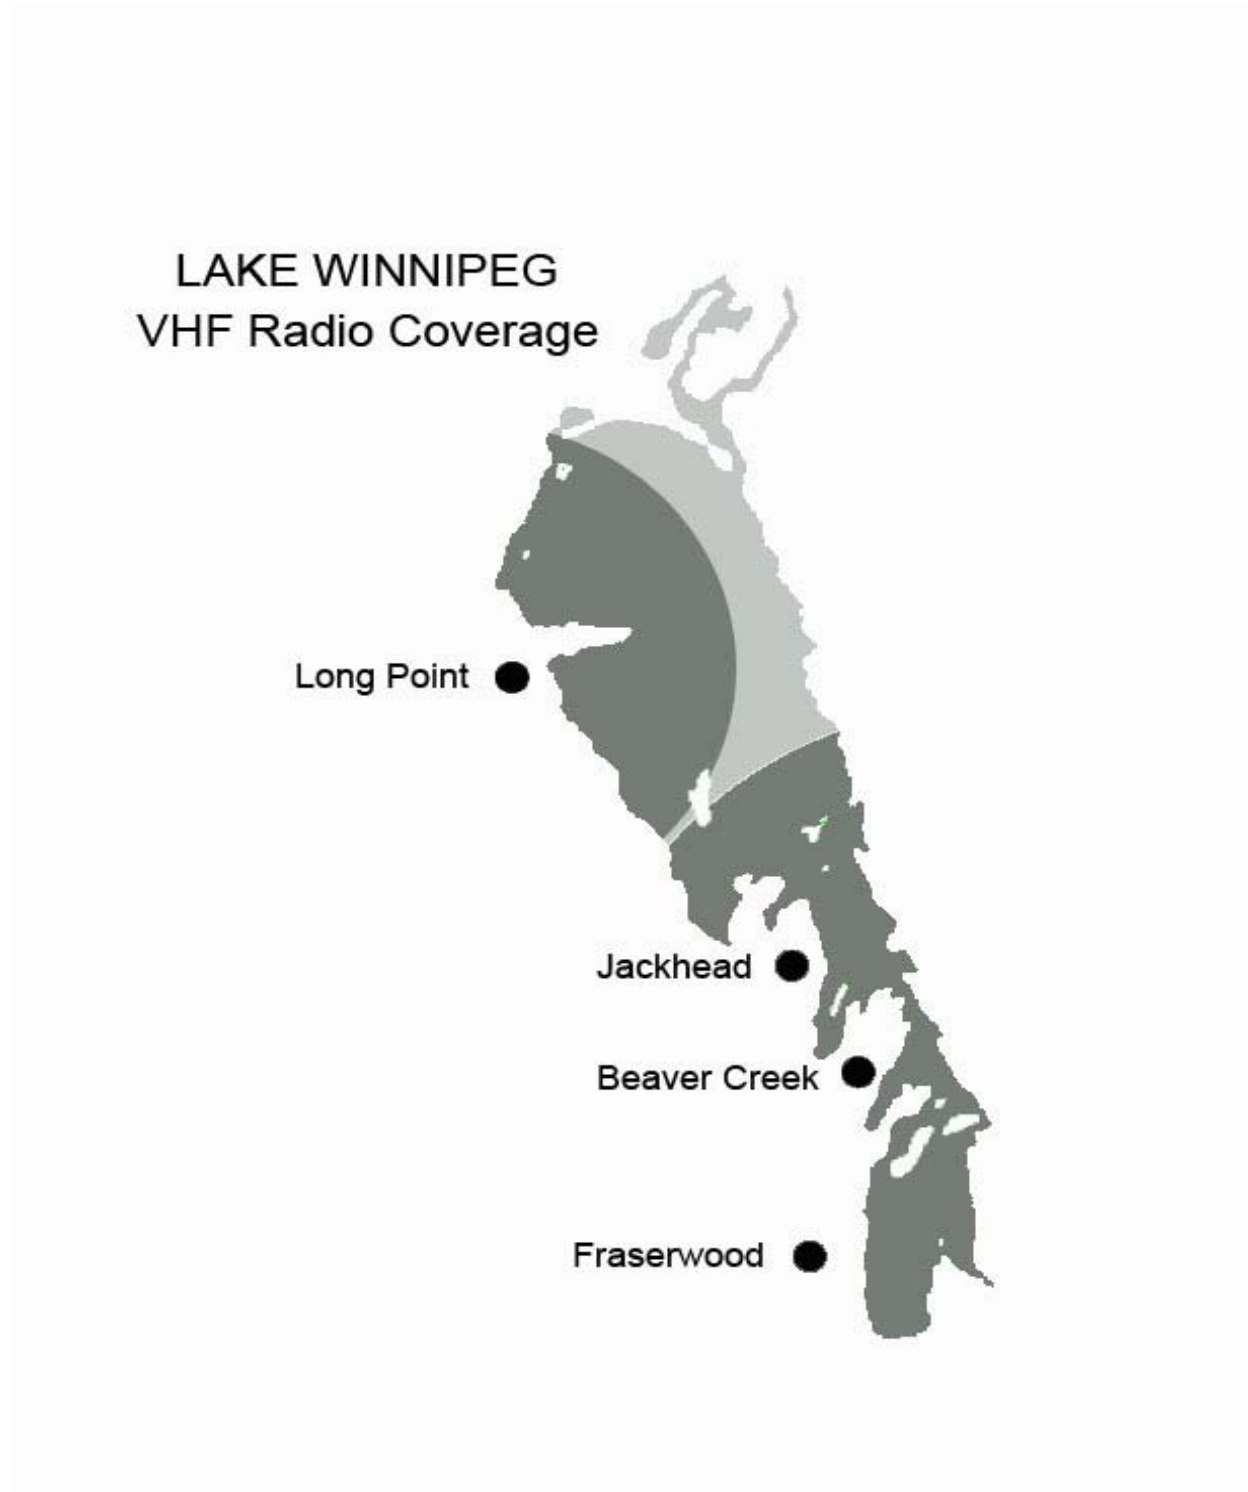 LAKE WINNIPEG
VHF Radio Coverage
Long Point
Jackhead
Beaver Creek
Fraserwood